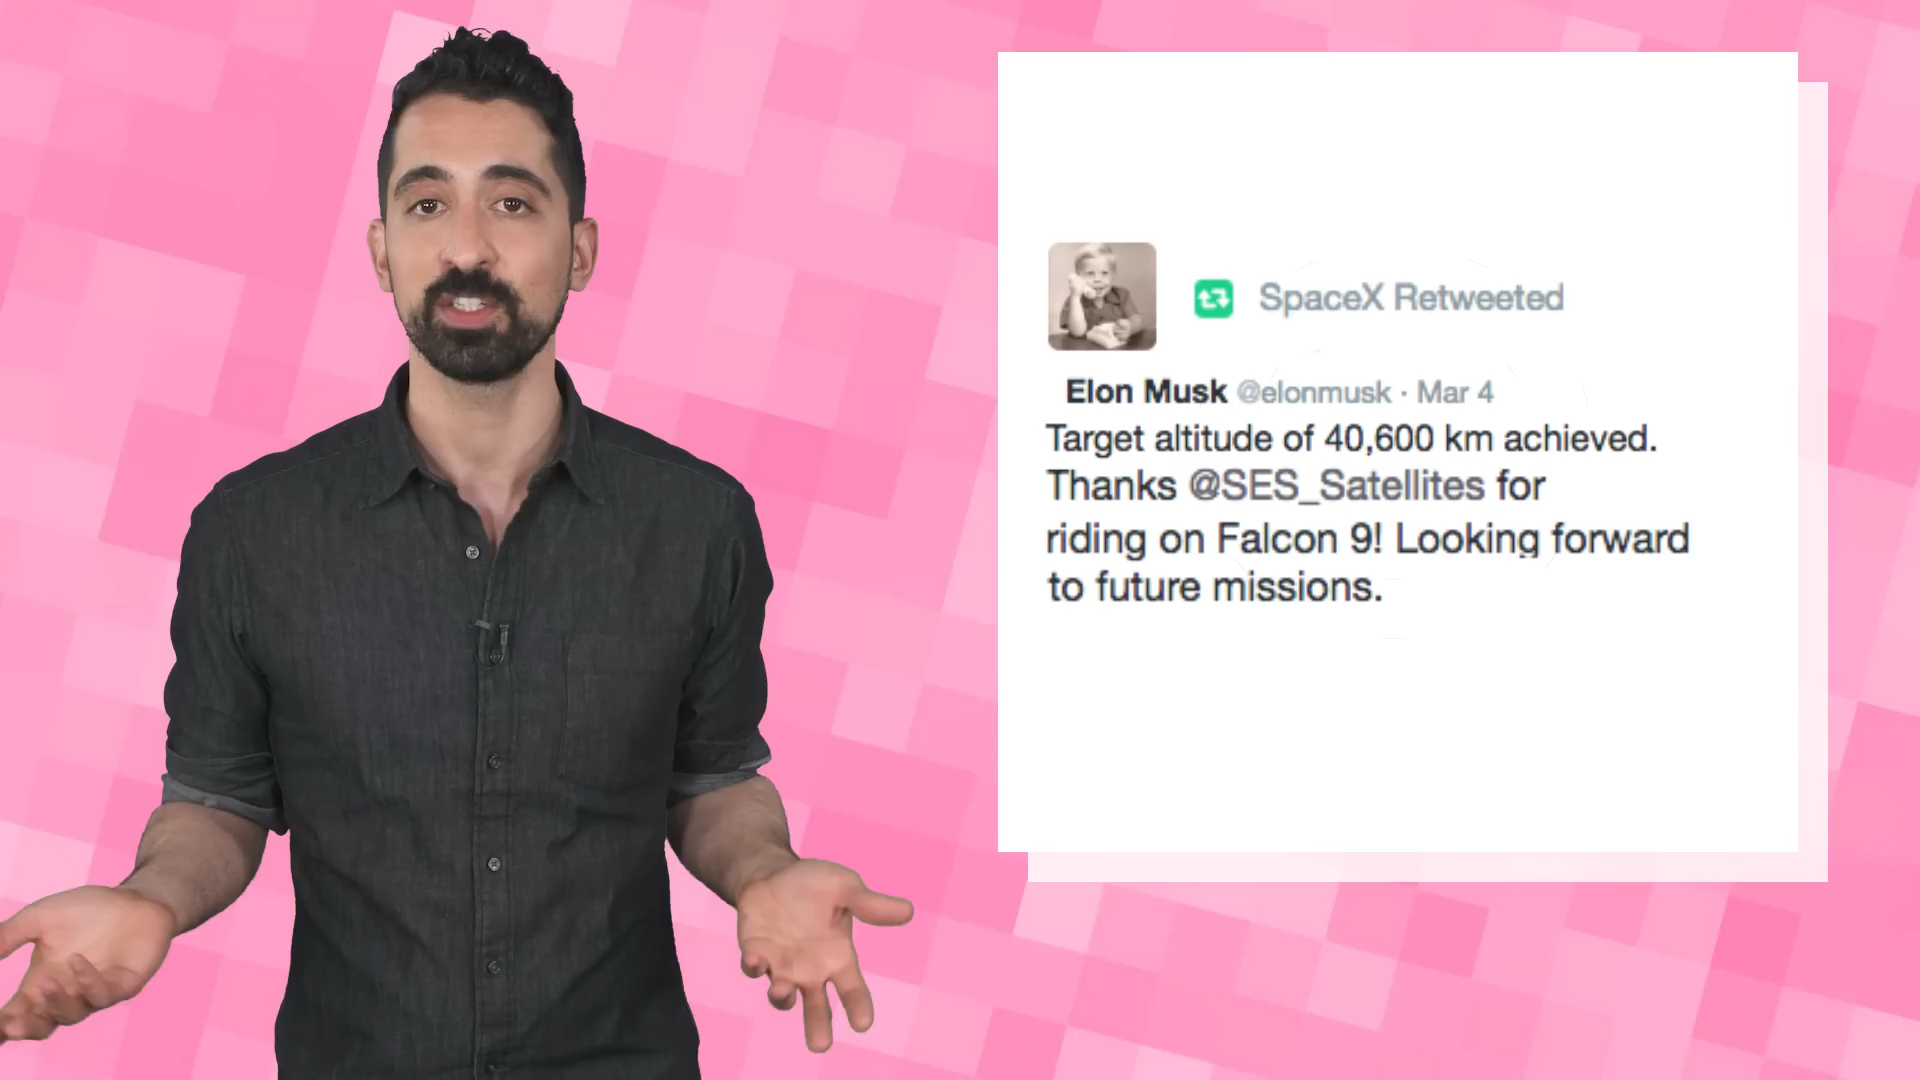 SpaceX Retweeted
Elon Musk @elonmusk · Mar 4
Target altitude of 40,600 km achieved.
Thanks @SES_Satellites for
riding on Falcon 9! Looking forward
to future missions.